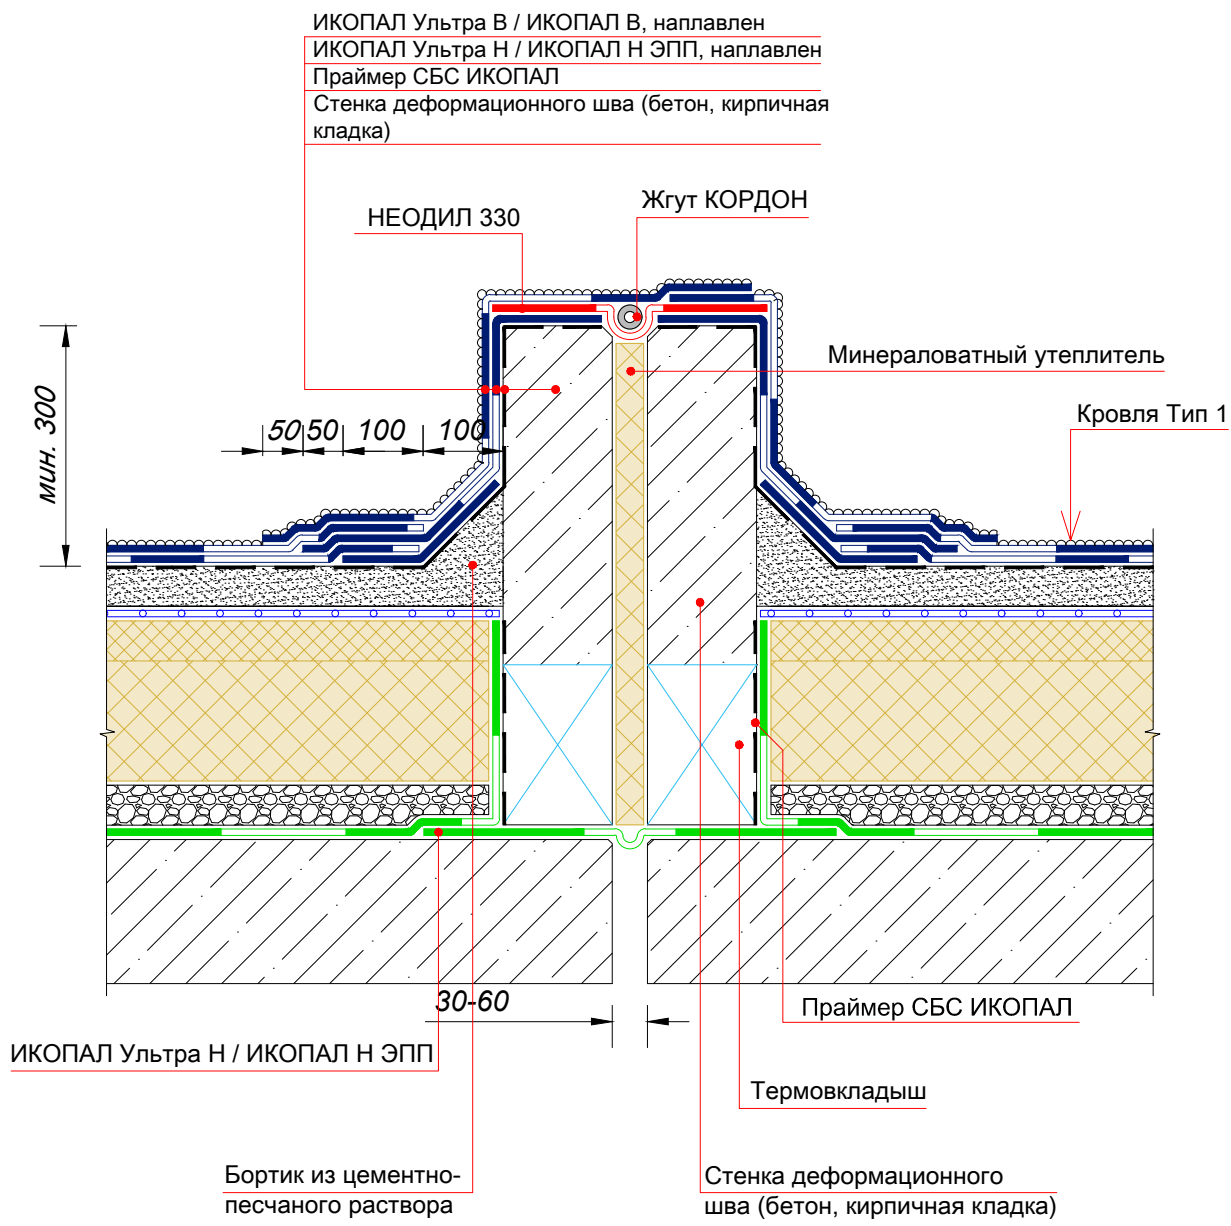 ИКОПАЛ Ультра В / ИКОПАЛ В, наплавлен
ИКОПАЛ Ультра Н / ИКОПАЛ Н ЭПП, наплавлен
Праймер СБС ИКОПАЛ
Стенка деформационного шва (бетон, кирпичная
кладка)
Жгут КОРДОН
НЕОДИЛ 330
Минераловатный утеплитель
Кровля Тип 1
мин. 300
50 50 100 100
30-60
Праймер СБС ИКОПАЛ
ИКОПАЛ Ультра Н / ИКОПАЛ Н ЭПП
Термовкладыш
Бортик из цементно-
песчаного раствора
Стенка деформационного
шва (бетон, кирпичная кладка)